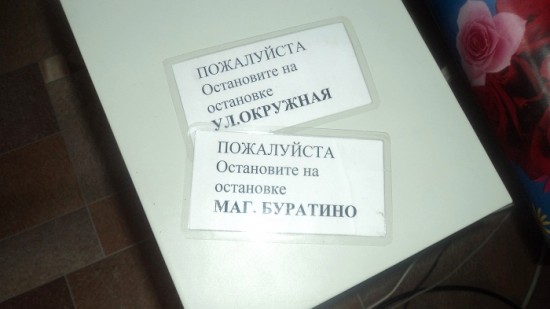 ПОЖАЛУЙСТА
Остановите на
остановке
УЛ.ОКРУЖНАЯ
ПОЖАЛУЙСТА
Остановите на
остановке
МАГ. БУРАТИНО